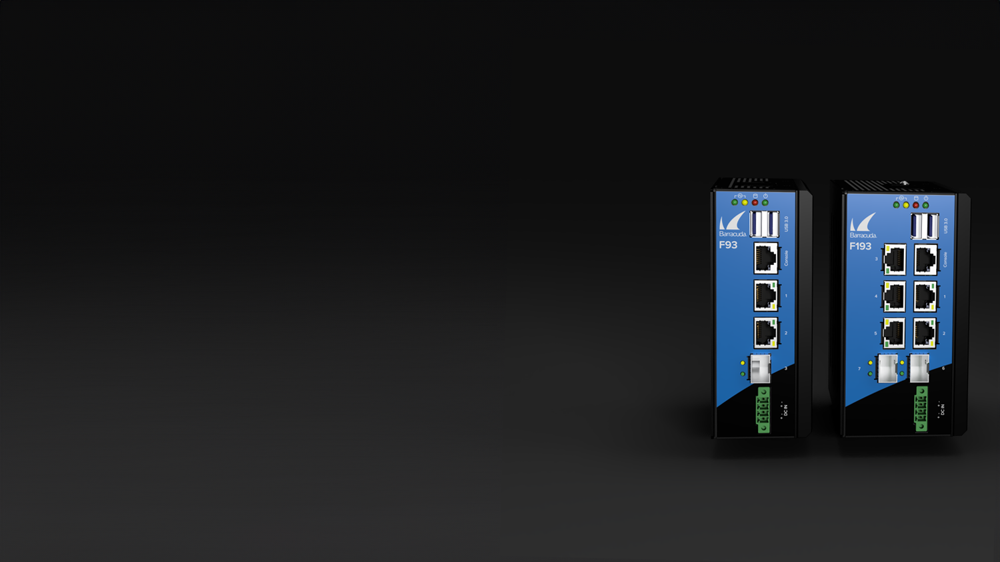 Barracuda
F93
USB 3.0
Console
1
2
3
DC IN
Barracuda
F193
USB 3.0
3
Console
4
1
5
2
7
6
DC IN